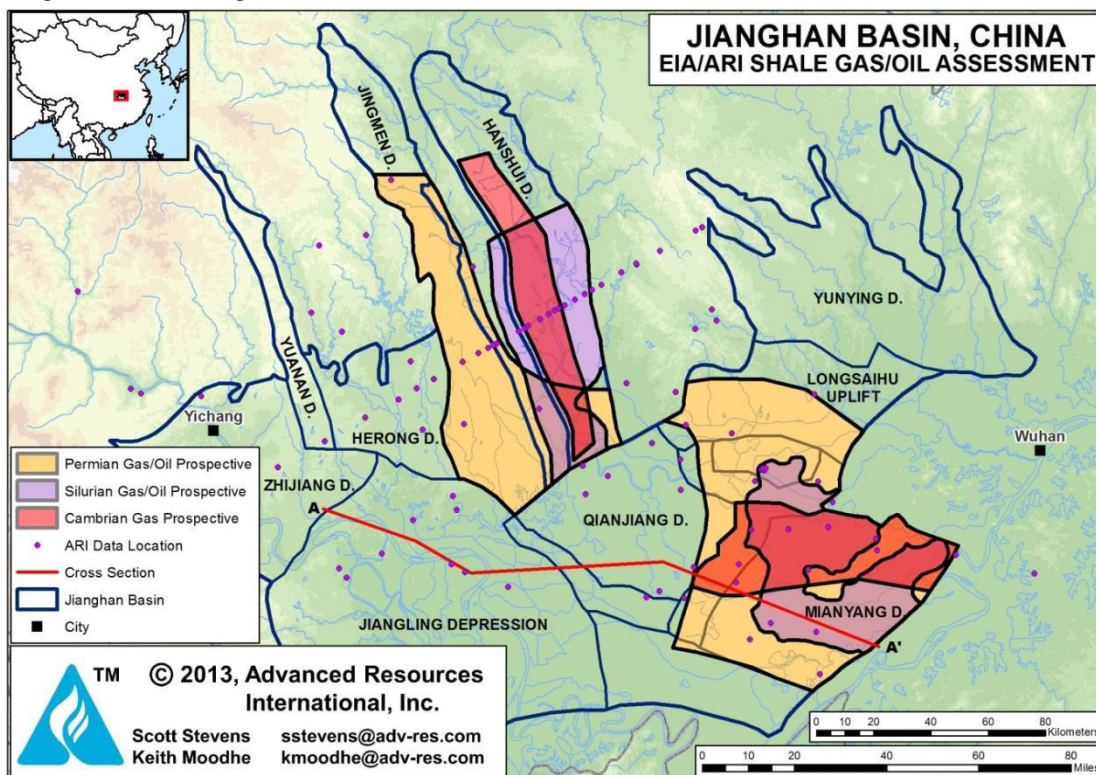 JIANGHAN BASIN, CHINA
EIA/ARI SHALE GAS/OIL ASSESSMENT
JINGMEN D.
HANSHUI D.
YUNYING D.
YUANAN D.
LONGSAIHU
UPLIFT
Yichang
Wuhan
HERONG D.
Permian Gas/Oil Prospective
Silurian Gas/Oil Prospective
Cambrian Gas Prospective
ARI Data Location
Cross Section
Jianghan Basin
City
ZHIJIANG D.
A
QIANJIANG D.
MIANYANG D.
JIANGLING DEPRESSION
A'
TM
© 2013, Advanced Resources
International, Inc.
Scott Stevens sstevens@adv-res.com
Keith Moodhe kmoodhe@adv-res.com
0 10 20 40 60 80
Kilometers
0 10 20 40 60 80
Miles